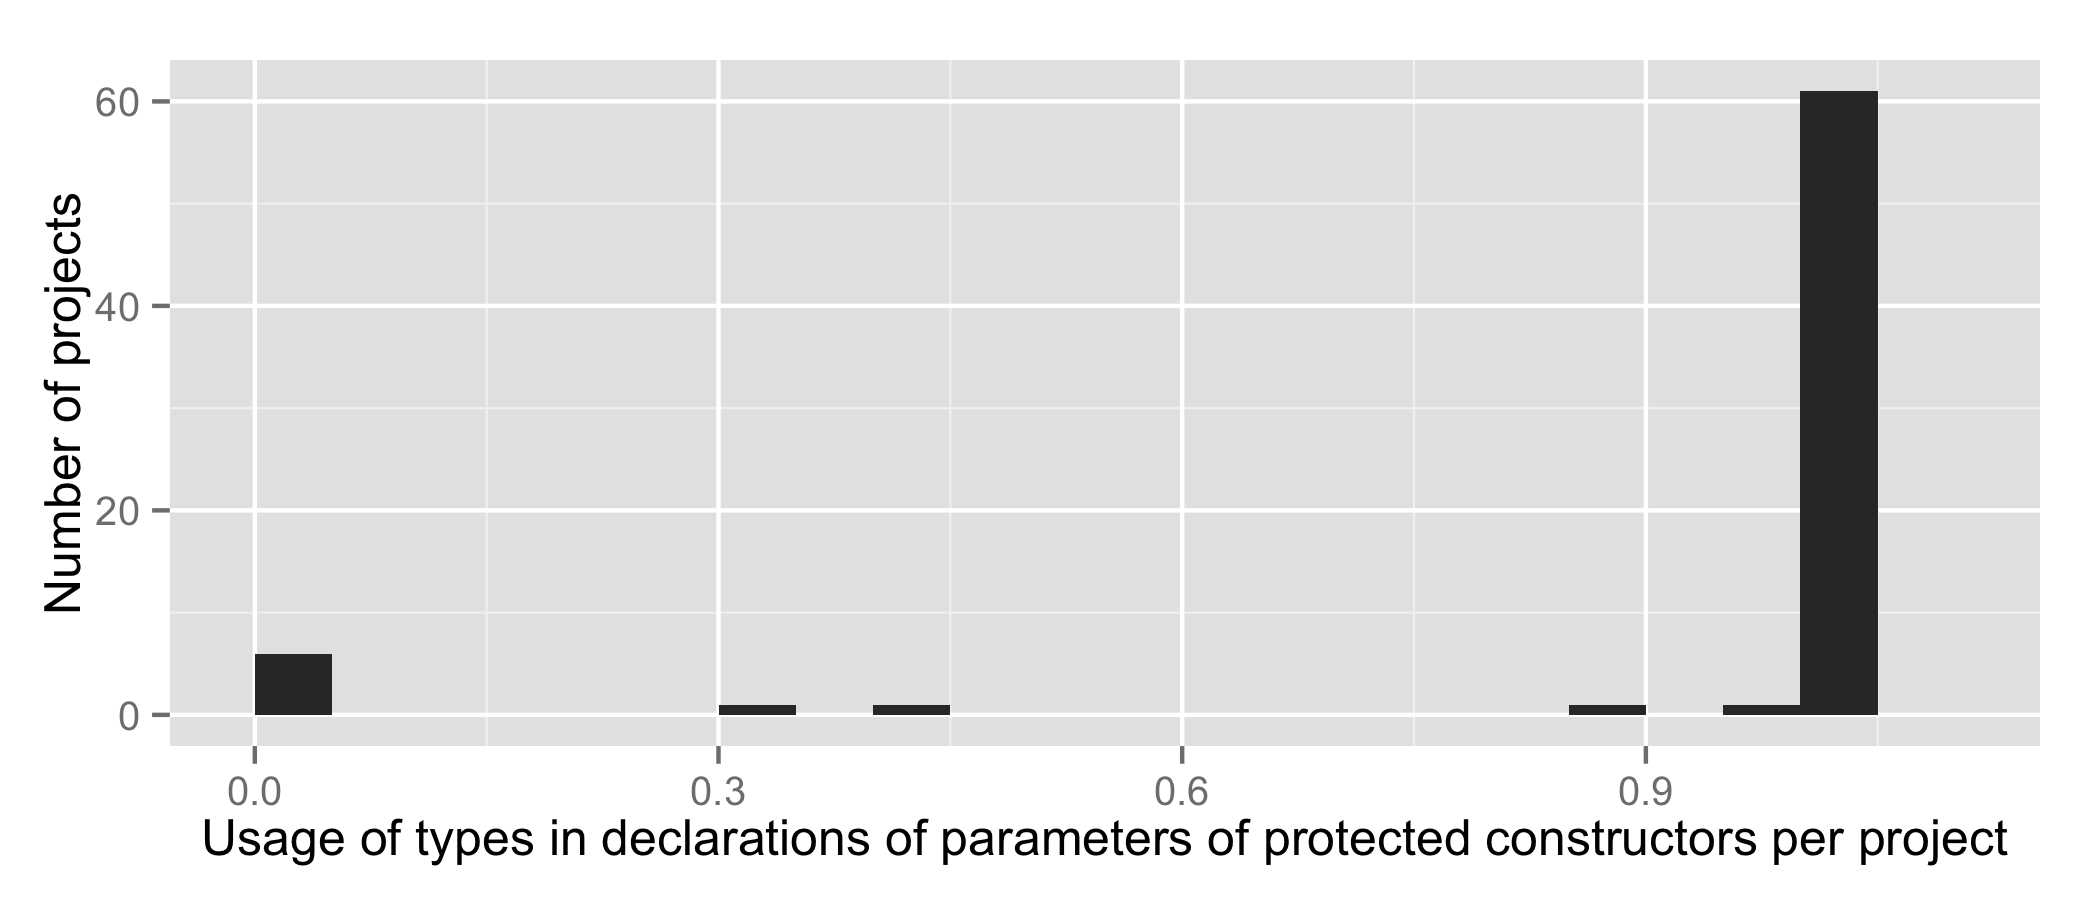 Number of projects
60
40
20
0
0.0 0.3 0.6 0.9
Usage of types in declarations of parameters of protected constructors per project